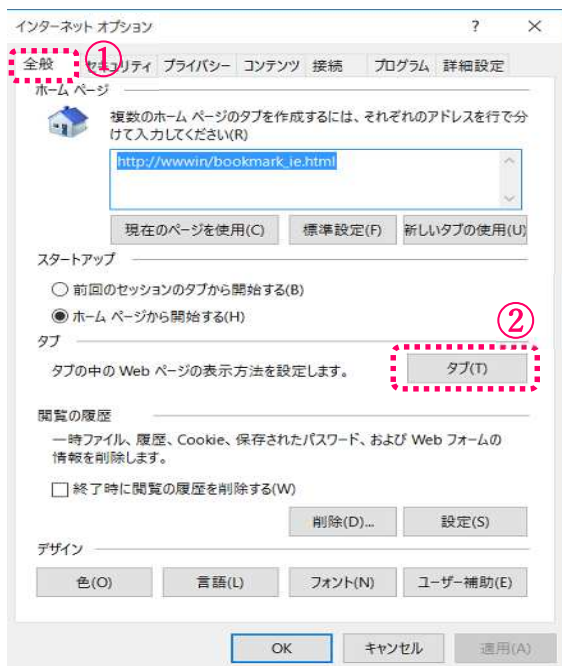 インターネット オプション ? ×
①
全般 セキュリティ プライバシー コンテンツ 接続 プログラム 詳細設定
ホーム ページ
複数のホーム ページのタブを作成するには、それぞれのアドレスを行で分
けて入力してください(R)
http://wwwin/bookmark_ie.html
現在のページを使用(C) 標準設定(F) 新しいタブの使用(U)
スタートアップ
前回のセッションのタブから開始する(B)
ホーム ページから開始する(H)
②
タブ
タブの中の Web ページの表示方法を設定します。 タブ(T)
閲覧の履歴
一時ファイル、履歴、Cookie、保存されたパスワード、および Web フォームの
情報を削除します。
終了時に閲覧の履歴を削除する(W)
削除(D)... 設定(S)
デザイン
色(O) 言語(L) フォント(N) ユーザー補助(E)
OK キャンセル 適用(A)